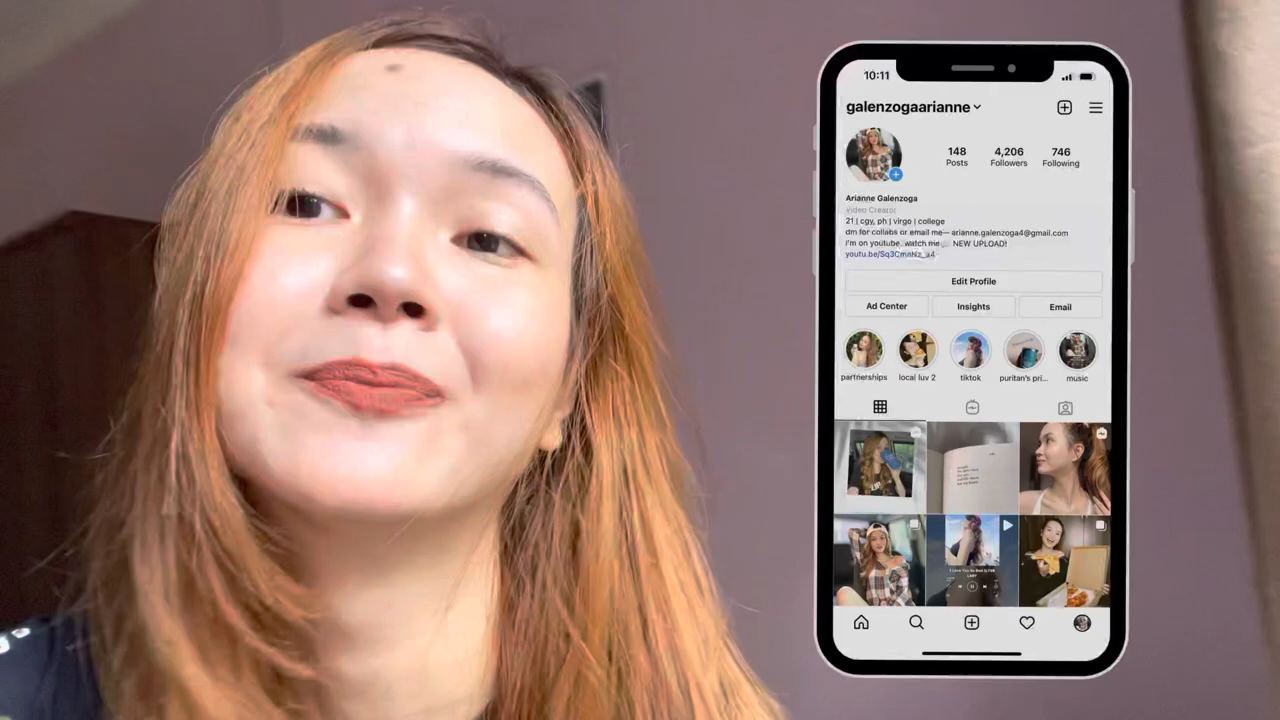 10:11
galenzogaarianne
148
Posts
4,206
Followers
746
Following
Arianne Galenzoga
Video Creator
21 | cgy, ph | virgo | college
dm for collabs or email me— arianne.galenzoga4@gmail.com
i'm on youtube, watch me NEW UPLOAD!
Edit Profile
Ad Center
Insights
Email
partnerships
local luv 2
tiktok
puritan's pri...
music